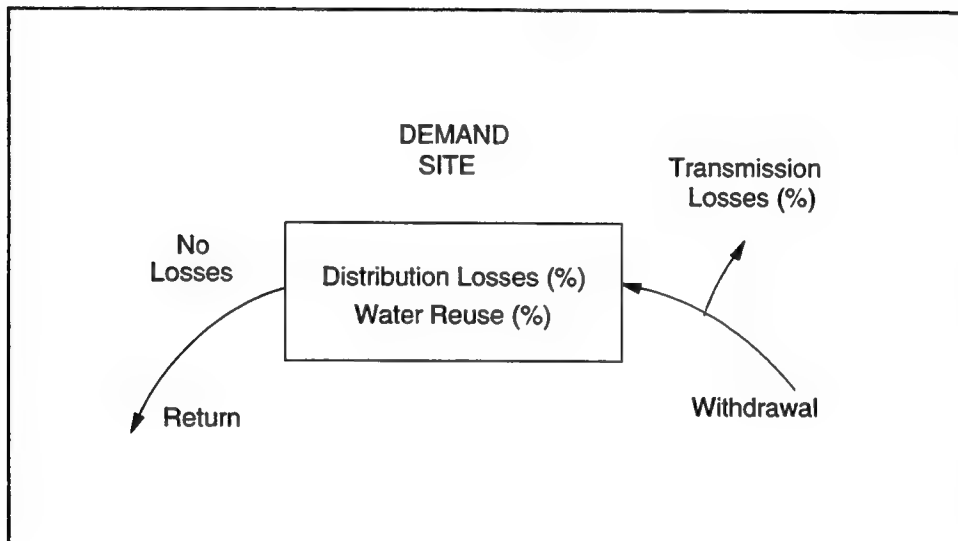 DEMAND
SITE
Transmission
Losses (%)
No
Losses
Distribution Losses (%)
Water Reuse (%)
Return
Withdrawal